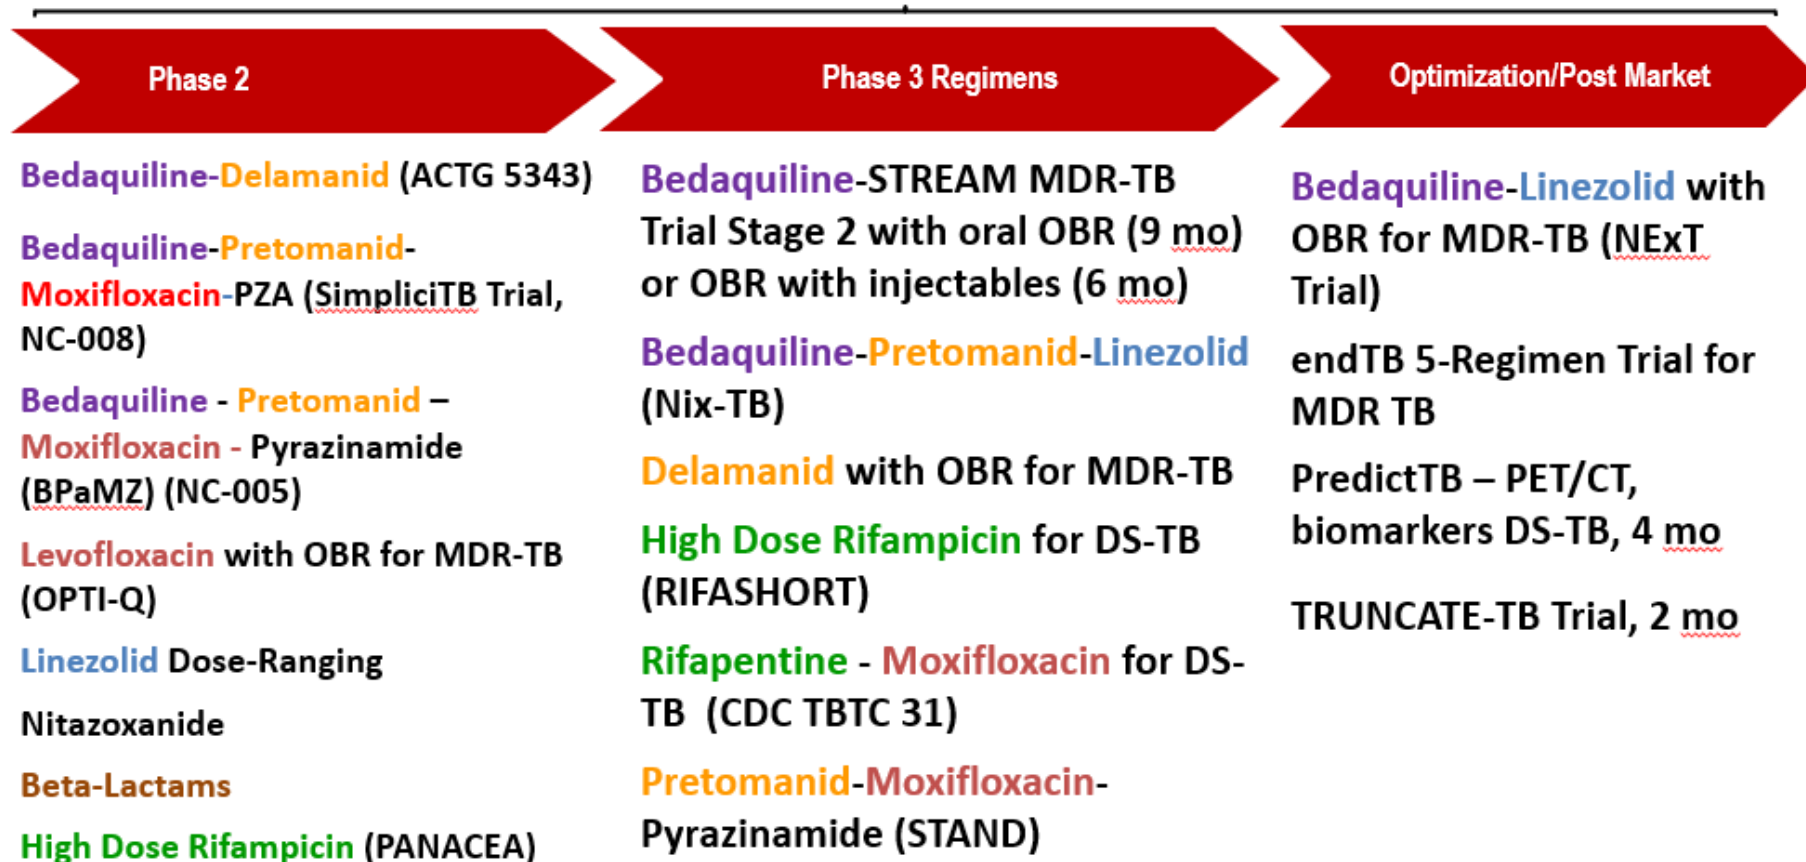 Phase 2
Bedaquiline-Delamanid (ACTG 5343)
Bedaquiline-Pretomanid-
Moxifloxacin-PZA (SimpliciTB Trial,
NC-008)
Bedaquiline - Pretomanid –
Moxifloxacin - Pyrazinamide
(BPaMZ) (NC-005)
Levofloxacin with OBR for MDR-TB
(OPTI-Q)
Linezolid Dose-Ranging
Nitazoxanide
Beta-Lactams
High Dose Rifampicin (PANACEA)
Phase 3 Regimens
Bedaquiline-STREAM MDR-TB
Trial Stage 2 with oral OBR (9 mo)
or OBR with injectables (6 mo)
Bedaquiline-Pretomanid-Linezolid
(Nix-TB)
Delamanid with OBR for MDR-TB
High Dose Rifampicin for DS-TB
(RIFASHORT)
Rifapentine - Moxifloxacin for DS-
TB (CDC TBTC 31)
Pretomanid-Moxifloxacin-
Pyrazinamide (STAND)
Optimization/Post Market
Bedaquiline-Linezolid with
OBR for MDR-TB (NExT
Trial)
endTB 5-Regimen Trial for
MDR TB
PredictTB – PET/CT,
biomarkers DS-TB, 4 mo
TRUNCATE-TB Trial, 2 mo